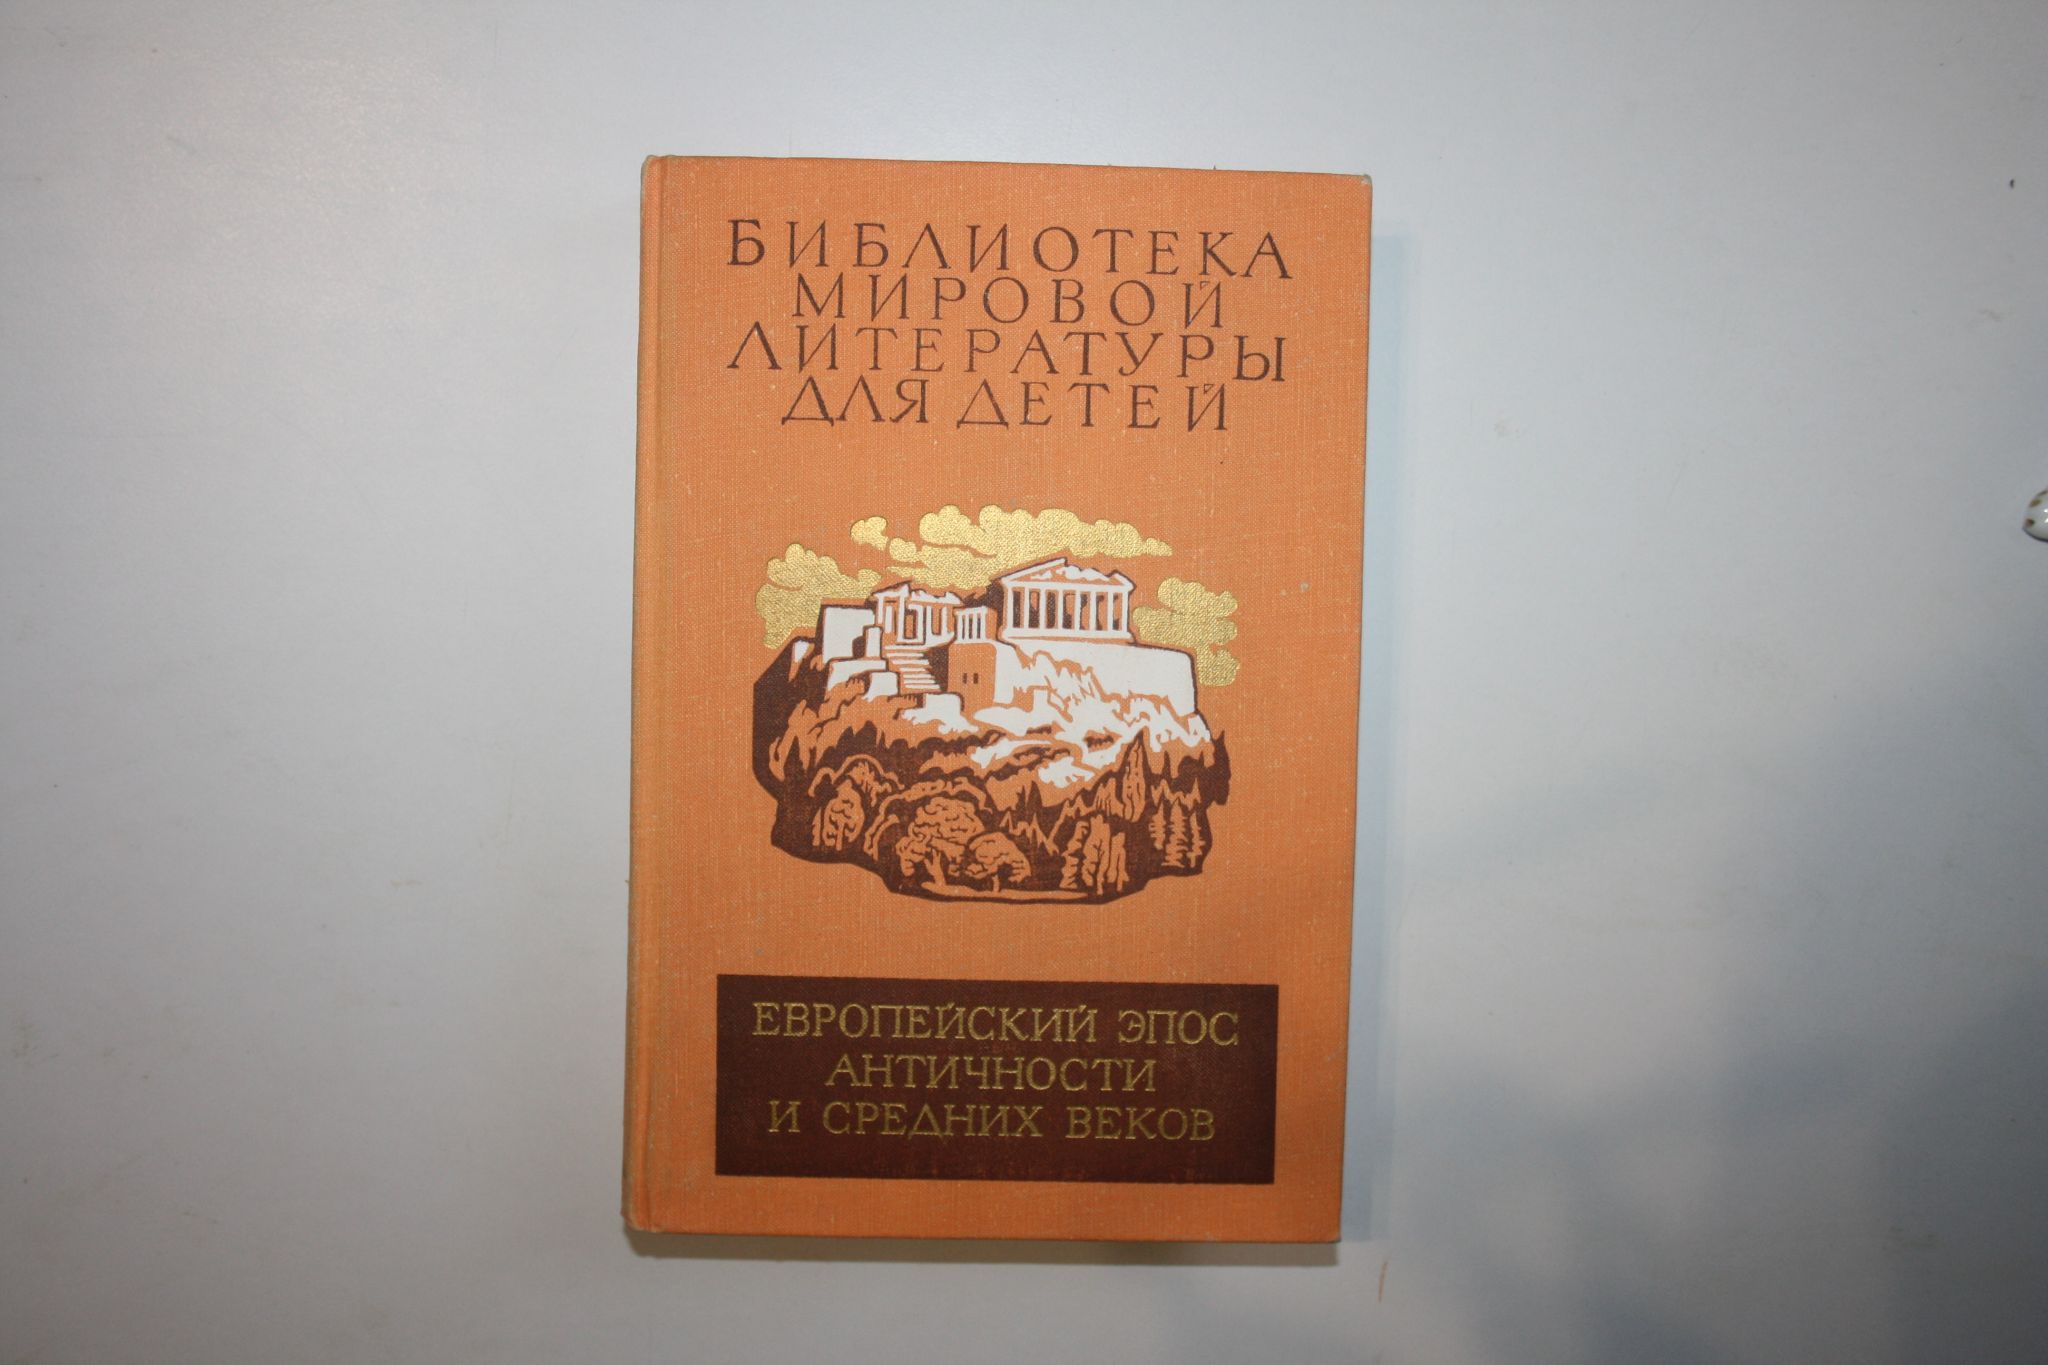 БИБЛИОТЕКА
МИРОВОЙ
ЛИТЕРАТУРЫ
ДЛЯ ДЕТЕЙ
ЕВРОПЕЙСКИЙ ЭПОС
АНТИЧНОСТИ
И СРЕДНИХ ВЕКОВ